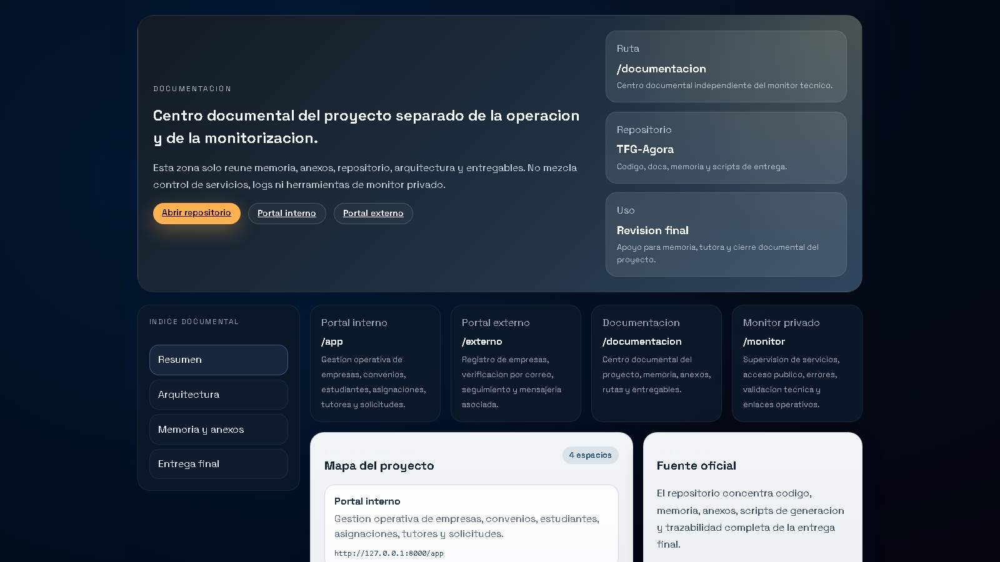 DOCUMENTACION
Centro documental del proyecto separado de la operacion
y de la monitorizacion.
Esta zona solo reune memoria, anexos, repositorio, arquitectura y entregables. No mezcla
control de servicios, logs ni herramientas de monitor privado.
Abrir repositorio
Portal interno
Portal externo
Ruta
/documentacion
Centro documental independiente del monitor tecnico.
Repositorio
TFG-Agora
Codigo, docs, memoria y scripts de entrega.
Uso
Revision final
Apoyo para memoria, tutora y cierre documental del
proyecto.
INDICE DOCUMENTAL
Resumen
Arquitectura
Memoria y anexos
Entrega final
Portal interno
/app
Gestion operativa de
empresas, convenios,
estudiantes, asignaciones,
tutores y solicitudes.
Portal externo
/externo
Registro de empresas,
verificacion por correo,
seguimiento y mensajeria
asociada.
Documentacion
/documentacion
Centro documental del
proyecto, memoria, anexos,
rutas y entregables.
Monitor privado
/monitor
Supervision de servicios,
acceso publico, errores,
validacion tecnica y
enlaces operativos.
Mapa del proyecto
4 espacios
Portal interno
Gestion operativa de empresas, convenios, estudiantes,
asignaciones, tutores y solicitudes.
http://127.0.0.1:8000/app
Fuente oficial
El repositorio concentra codigo,
memoria, anexos, scripts de generacion
y trazabilidad completa de la entrega
final.